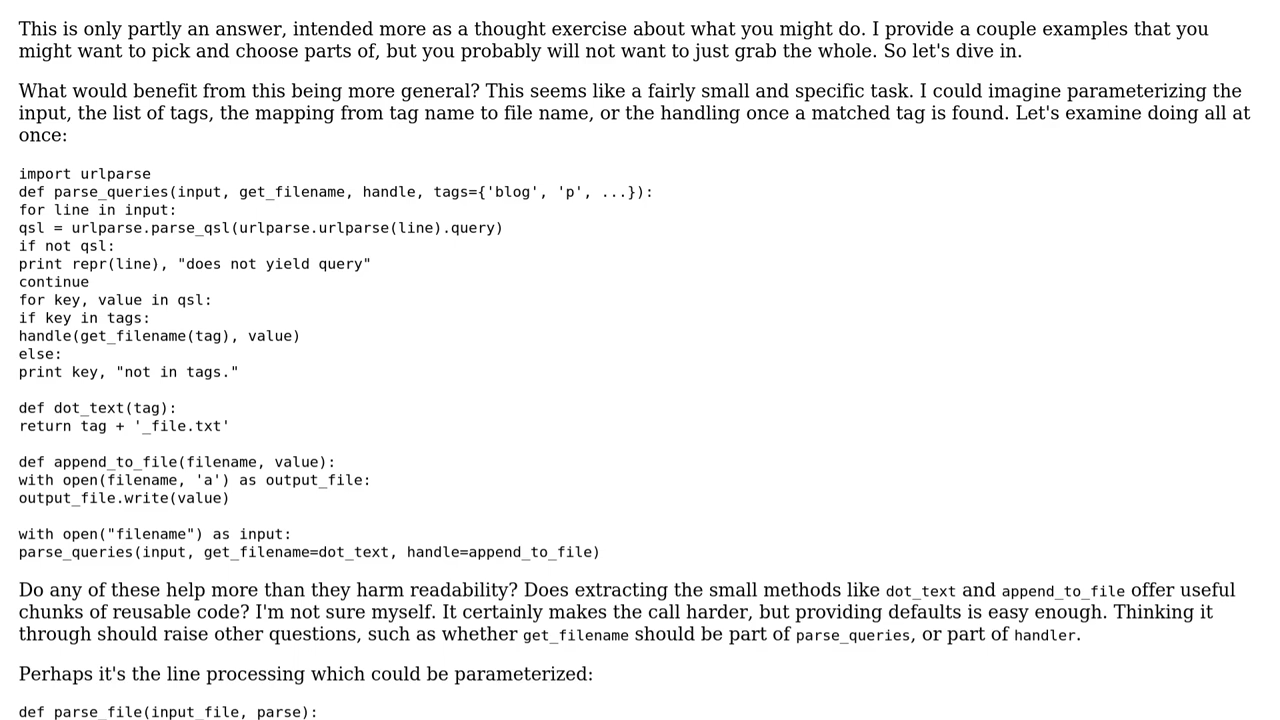 This is only partly an answer, intended more as a thought exercise about what you might do. I provide a couple examples that you
might want to pick and choose parts of, but you probably will not want to just grab the whole. So let's dive in.
What would benefit from this being more general? This seems like a fairly small and specific task. I could imagine parameterizing the
input, the list of tags, the mapping from tag name to file name, or the handling once a matched tag is found. Let's examine doing all at
once:
import urlparse
def parse_queries(input, get_filename, handle, tags={'blog', 'p', ...}):
for line in input:
qsl = urlparse.parse_qsl(urlparse.urlparse(line).query)
if not qsl:
print repr(line), "does not yield query"
continue
for key, value in qsl:
if key in tags:
handle(get_filename(tag), value)
else:
print key, "not in tags."
def dot_text(tag):
return tag + '_file.txt'
def append_to_file(filename, value):
with open(filename, 'a') as output_file:
output_file.write(value)
with open("filename") as input:
parse_queries(input, get_filename=dot_text, handle=append_to_file)
Do any of these help more than they harm readability? Does extracting the small methods like dot_text and append_to_file offer useful
chunks of reusable code? I'm not sure myself. It certainly makes the call harder, but providing defaults is easy enough. Thinking it
through should raise other questions, such as whether get_filename should be part of parse_queries, or part of handler.
Perhaps it's the line processing which could be parameterized:
def parse_file(input_file, parse):